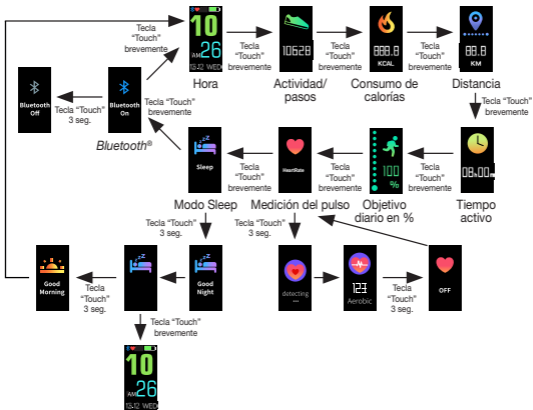 Tecla
"Touch"
brevemente
10
AM 26
13.12 WED
Hora
Tecla
"Touch"
brevemente
10628
Actividad/
pasos
Tecla
"Touch"
brevemente
888.8
KCAL
Consumo de
calorías
Tecla
"Touch"
brevemente
88.8
KM
Distancia
Tecla "Touch"
brevemente
Bluetooth
Off
Tecla "Touch"
3 seg.
Bluetooth
On
Bluetooth®
Tecla "Touch"
brevemente
Sleep
Modo Sleep
Tecla
"Touch"
brevemente
HeartRate
Medición del pulso
Tecla
"Touch"
brevemente
100
%
Objetivo
diario en %
Tecla
"Touch"
brevemente
Tiempo
activo
Tecla "Touch"
3 seg.
Tecla "Touch"
3 seg.
Good
Morning
Tecla
"Touch"
3 seg.
Good
Night
detecting
---
123
Aerobic
Tecla
"Touch"
3 seg.
OFF
Tecla "Touch"
brevemente
10
AM 26
13.12 WED